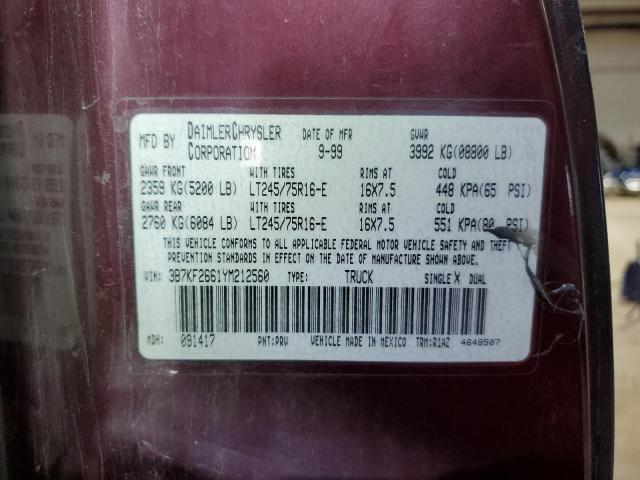 MFD BY DAIMLERCHRYSLER CORPORATION DATE OF MFR 9-99 GVWR 3992 KG(08800 LB)
GAWR FRONT WITH TIRES RIMS AT COLD
2359 KG(5200 LB) LT245/75R16-E 16X7.5 448 KPA(65 PSI)
GAWR REAR WITH TIRES RIMS AT COLD
2760 KG(6084 LB) LT245/75R16-E 16X7.5 551 KPA(80 PSI)
THIS VEHICLE CONFORMS TO ALL APPLICABLE FEDERAL MOTOR VEHICLE SAFETY AND THEFT
PREVENTION STANDARDS IN EFFECT ON THE DATE OF MANUFACTURE SHOWN ABOVE.
VIN: 3B7KF2661YM212560 TYPE: TRUCK SINGLE X DUAL
MDH: 091417 PNT:PRV VEHICLE MADE IN MEXICO TRM:R1AZ 4648507